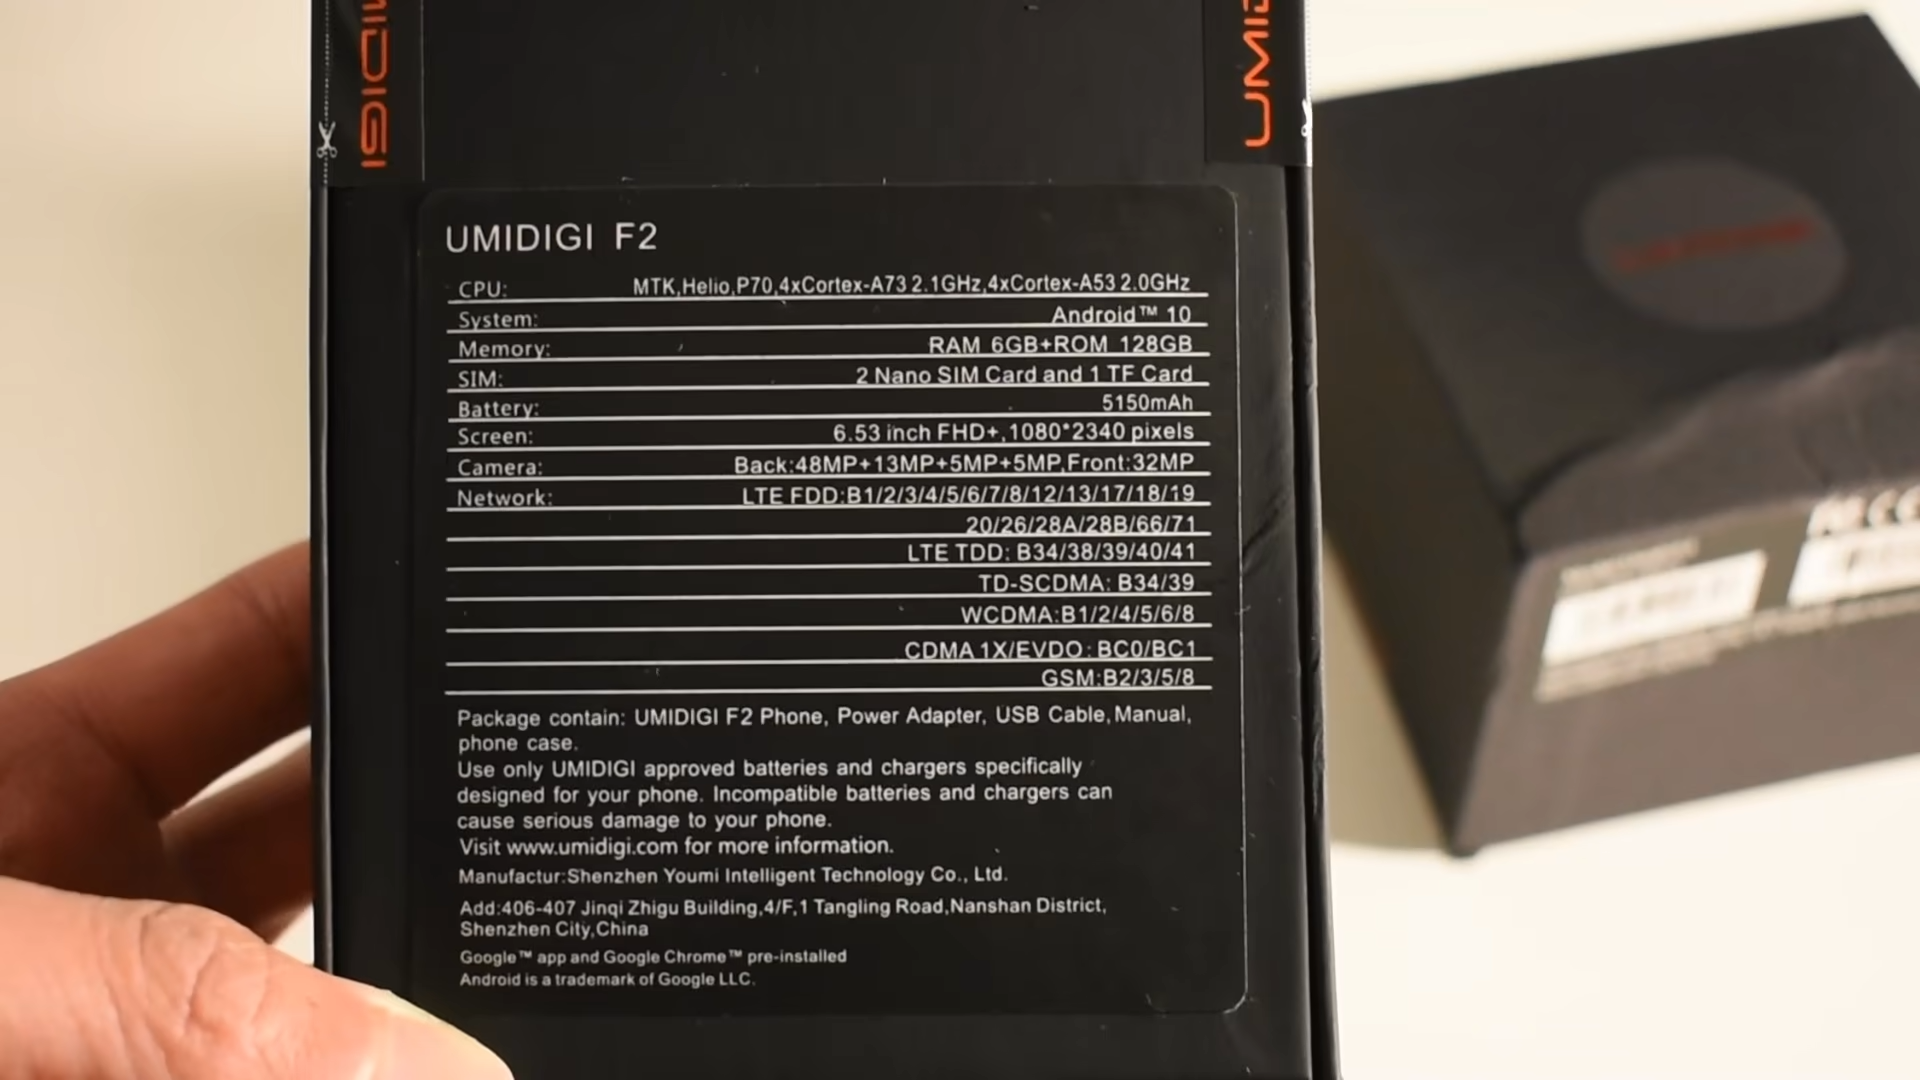 UMIDIGI
UMIDIGI
UMIDIGI F2
CPU: MTK,Helio,P70,4xCortex-A73 2.1GHz,4xCortex-A53 2.0GHz
System: Android™ 10
Memory: RAM 6GB+ROM 128GB
SIM: 2 Nano SIM Card and 1 TF Card
Battery: 5150mAh
Screen: 6.53 inch FHD+,1080*2340 pixels
Camera: Back:48MP+13MP+5MP+5MP,Front:32MP
Network: LTE FDD:B1/2/3/4/5/6/7/8/12/13/17/18/19
20/26/28A/28B/66/71
LTE TDD: B34/38/39/40/41
TD-SCDMA: B34/39
WCDMA:B1/2/4/5/6/8
CDMA 1X/EVDO: BC0/BC1
GSM:B2/3/5/8
Package contain: UMIDIGI F2 Phone, Power Adapter, USB Cable,Manual,
phone case.
Use only UMIDIGI approved batteries and chargers specifically
designed for your phone. Incompatible batteries and chargers can
cause serious damage to your phone.
Visit www.umidigi.com for more information.
Manufactur:Shenzhen Youmi Intelligent Technology Co., Ltd.
Add:406-407 Jinqi Zhigu Building,4/F,1 Tangling Road,Nanshan District,
Shenzhen City,China
Google™ app and Google Chrome™ pre-installed
Android is a trademark of Google LLC.